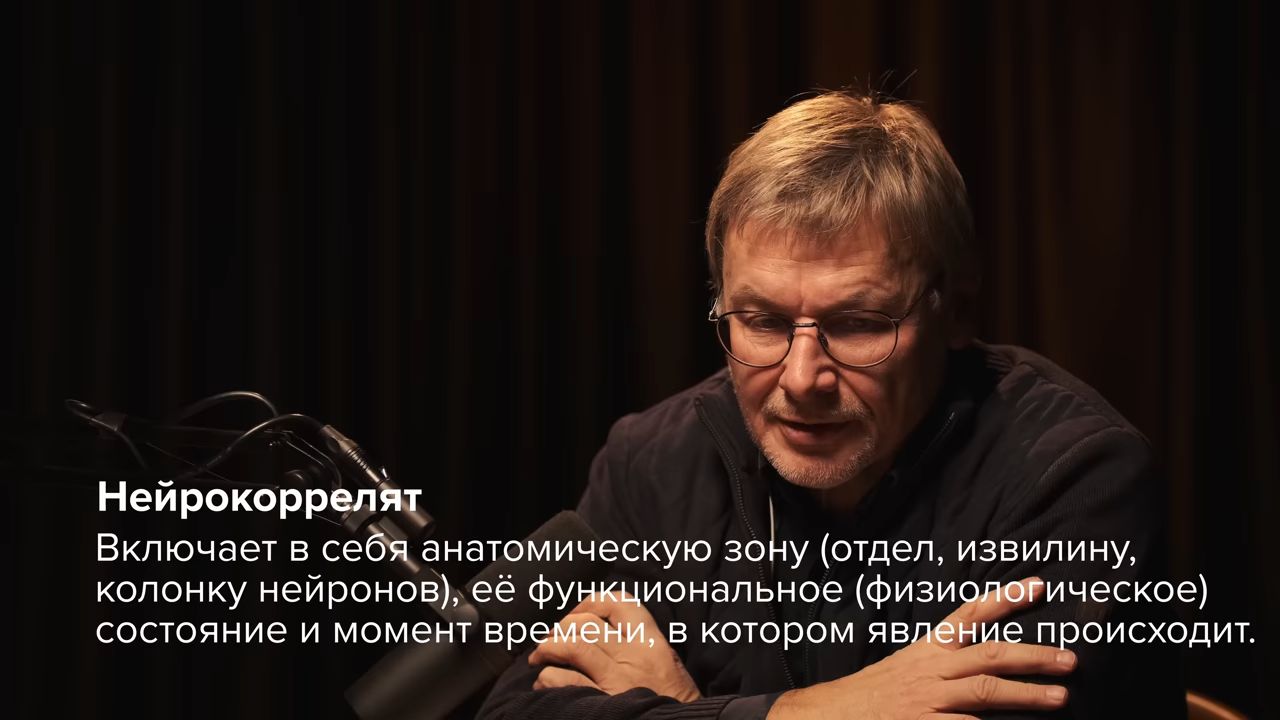 Нейрокоррелят
Включает в себя анатомическую зону (отдел, извилину,
колонку нейронов), её функциональное (физиологическое)
состояние и момент времени, в котором явление происходит.